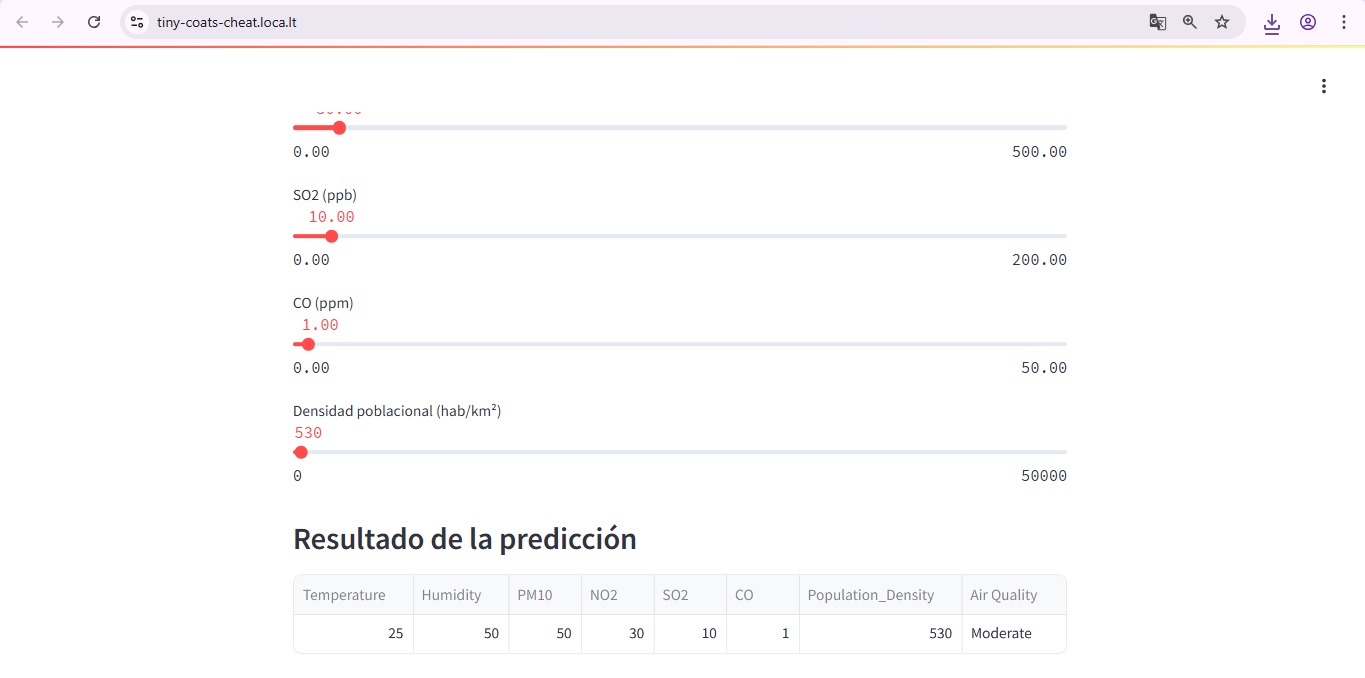 tiny-coats-cheat.loca.lt
30.00
0.00 500.00
SO2 (ppb)
10.00
0.00 200.00
CO (ppm)
1.00
0.00 50.00
Densidad poblacional (hab/km²)
530
0 50000
Resultado de la predicción
Temperature Humidity PM10 NO2 SO2 CO Population_Density Air Quality
25 50 50 30 10 1 530 Moderate